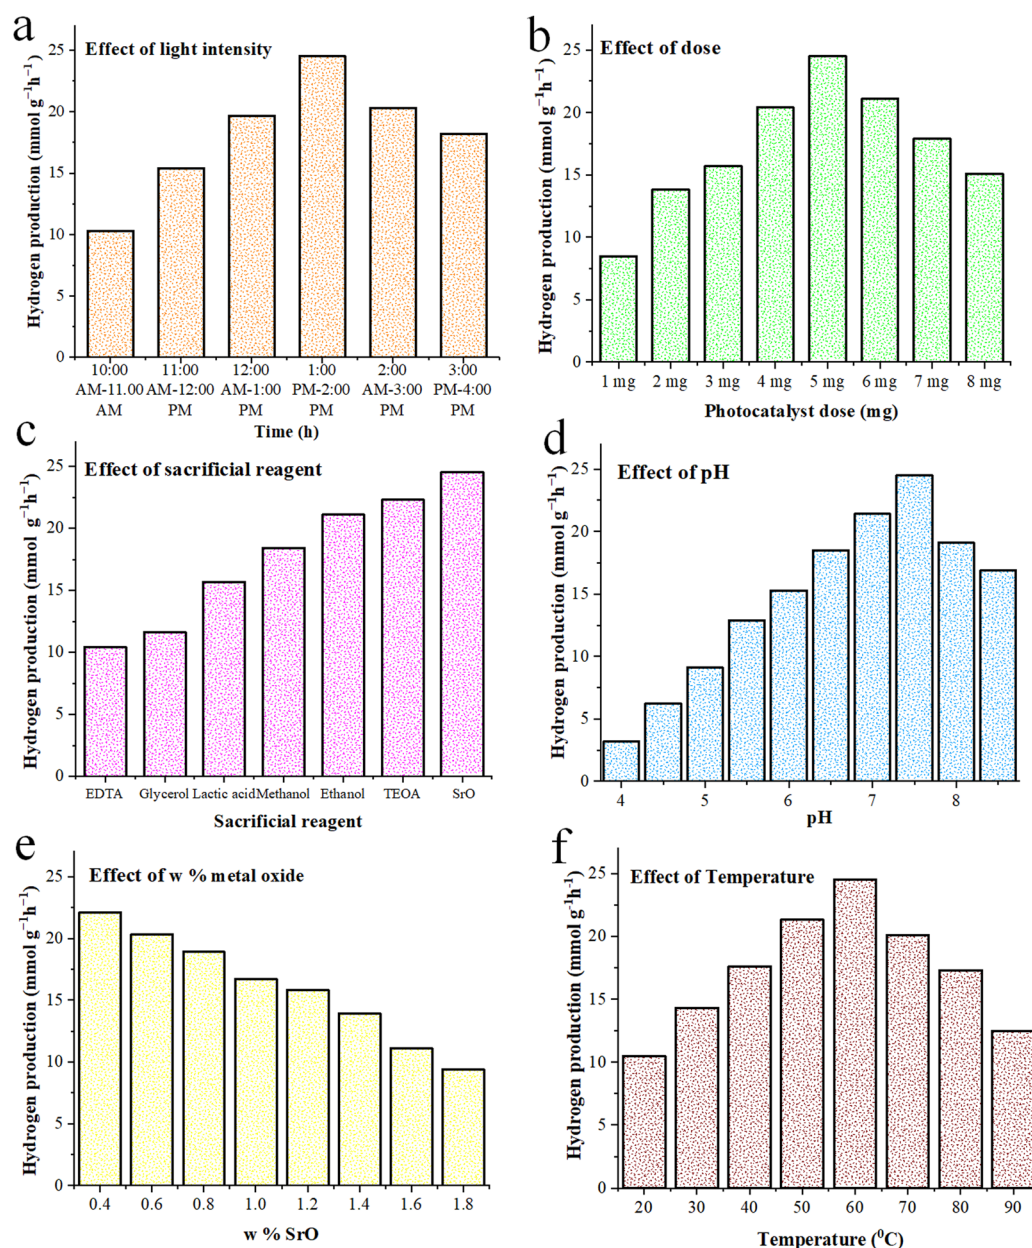 a
Effect of light intensity
Hydrogen production (mmol g⁻¹h⁻¹)
25
20
15
10
5
0
10:00 AM-11.00 AM
11:00 AM-12:00 PM
12:00 AM-1:00 PM
1:00 PM-2:00 PM
2:00 AM-3:00 PM
3:00 PM-4:00 PM
Time (h)
b
Effect of dose
Hydrogen production (mmol g⁻¹h⁻¹)
25
20
15
10
5
0
1 mg 2 mg 3 mg 4 mg 5 mg 6 mg 7 mg 8 mg
Photocatalyst dose (mg)
c
Effect of sacrificial reagent
Hydrogen production (mmol g⁻¹h⁻¹)
25
20
15
10
5
0
EDTA Glycerol Lactic acid Methanol Ethanol TEOA SrO
Sacrificial reagent
d
Effect of pH
Hydrogen production (mmol g⁻¹h⁻¹)
25
20
15
10
5
0
4 5 6 7 8
pH
e
Effect of w % metal oxide
Hydrogen production (mmol g⁻¹h⁻¹)
25
20
15
10
5
0
0.4 0.6 0.8 1.0 1.2 1.4 1.6 1.8
w % SrO
f
Effect of Temperature
Hydrogen production (mmol g⁻¹h⁻¹)
25
20
15
10
5
0
20 30 40 50 60 70 80 90
Temperature (⁰C)